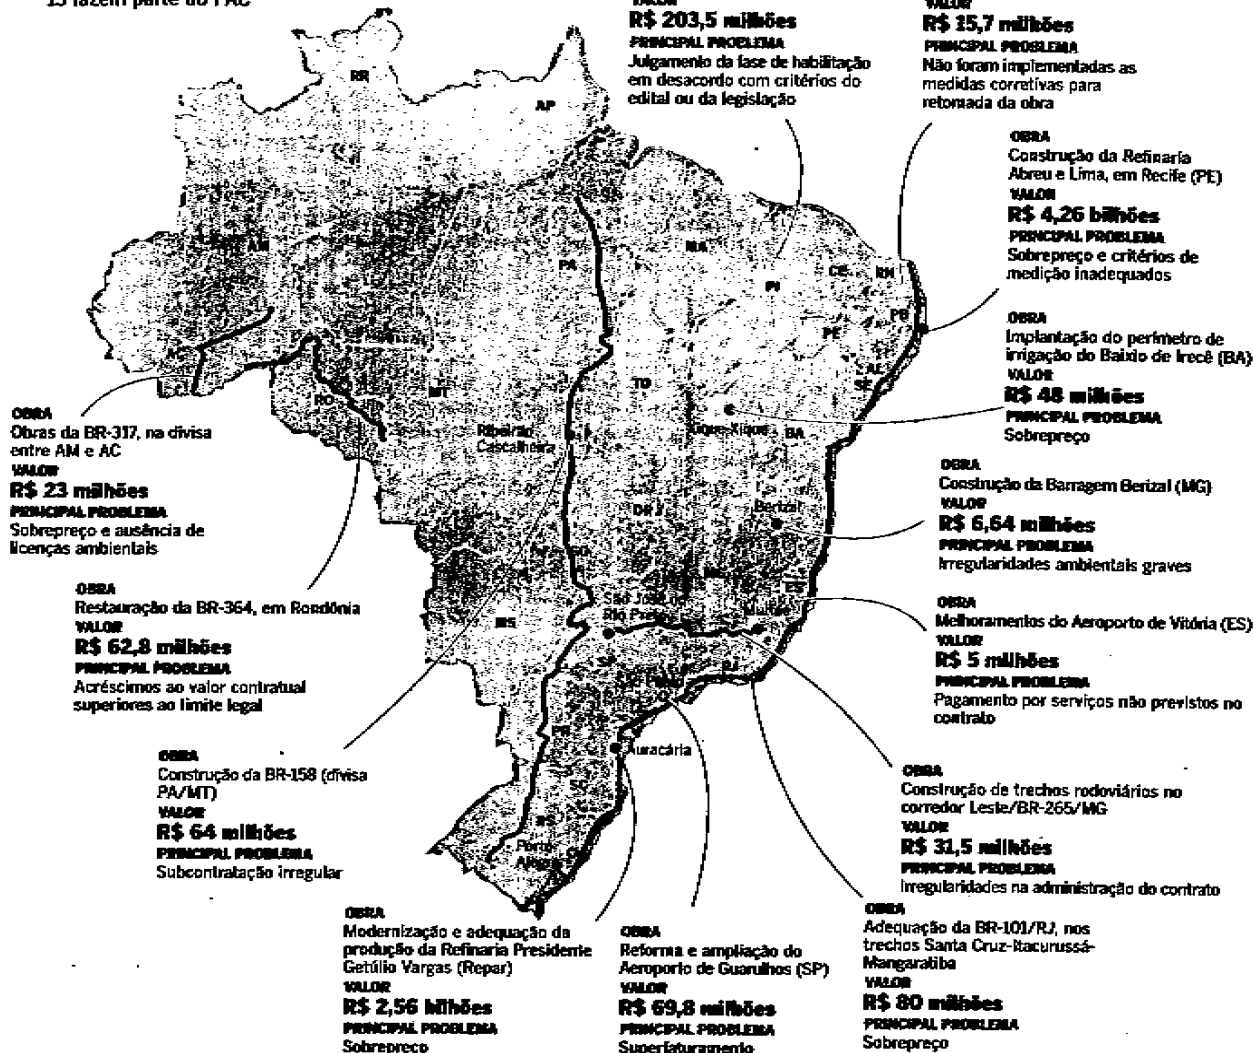 15 fazem parte do PAC
VALOR
R$ 203,5 milhões
PRINCIPAL PROBLEMA
Julgamento da fase de habilitação
em desacordo com critérios do
edital ou da legislação
VALOR
R$ 15,7 milhões
PRINCIPAL PROBLEMA
Não foram implementadas as
medidas corretivas para
retomada da obra
OBRA
Construção da Refinaria
Abreu e Lima, em Recife (PE)
VALOR
R$ 4,26 bilhões
PRINCIPAL PROBLEMA
Sobrepreço e critérios de
medição inadequados
OBRA
Implantação do perímetro de
irrigação do Baixio de Irecê (BA)
VALOR
R$ 48 milhões
PRINCIPAL PROBLEMA
Sobrepreço
OBRA
Construção da Barragem Berizal (MG)
VALOR
R$ 6,64 milhões
PRINCIPAL PROBLEMA
Irregularidades ambientais graves
OBRA
Melhoramentos do Aeroporto de Vitória (ES)
VALOR
R$ 5 milhões
PRINCIPAL PROBLEMA
Pagamento por serviços não previstos no
contrato
OBRA
Construção de trechos rodoviários no
corredor Leste/BR-265/MG
VALOR
R$ 31,5 milhões
PRINCIPAL PROBLEMA
Irregularidades na administração do contrato
OBRA
Adequação da BR-101/RJ, nos
trechos Santa Cruz-Itacurussá-
Mangaratiba
VALOR
R$ 80 milhões
PRINCIPAL PROBLEMA
Sobrepreço
OBRA
Reforma e ampliação do
Aeroporto de Guarulhos (SP)
VALOR
R$ 69,8 milhões
PRINCIPAL PROBLEMA
Superfaturamento
OBRA
Modernização e adequação da
produção da Refinaria Presidente
Getúlio Vargas (Repar)
VALOR
R$ 2,56 bilhões
PRINCIPAL PROBLEMA
Sobrepreço
OBRA
Construção da BR-158 (divisa
PA/MT)
VALOR
R$ 64 milhões
PRINCIPAL PROBLEMA
Subcontratação irregular
OBRA
Restauração da BR-364, em Rondônia
VALOR
R$ 62,8 milhões
PRINCIPAL PROBLEMA
Acréscimos ao valor contratual
superiores ao limite legal
OBRA
Obras da BR-317, na divisa
entre AM e AC
VALOR
R$ 23 milhões
PRINCIPAL PROBLEMA
Sobrepreço e ausência de
licenças ambientais
RR
AP
AM
PA
MA
CE
RN
PI
PB
PE
AL
SE
AC
RO
MT
TO
Xique-Xique
BA
Ribeirão
Cascalheira
DF
Berizal
GO
ES
São José do
Rio Preto
MS
SP
RJ
PR
Auracária
SC
RS
Porto
Alegre